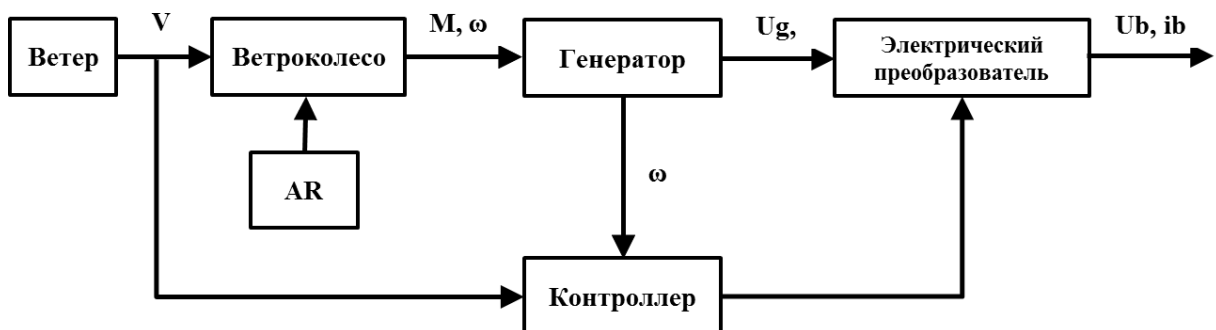 V
M, ω
Ug,
Ub, ib
Ветер
Ветроколесо
Генератор
Электрический
преобразователь
AR
ω
Контроллер